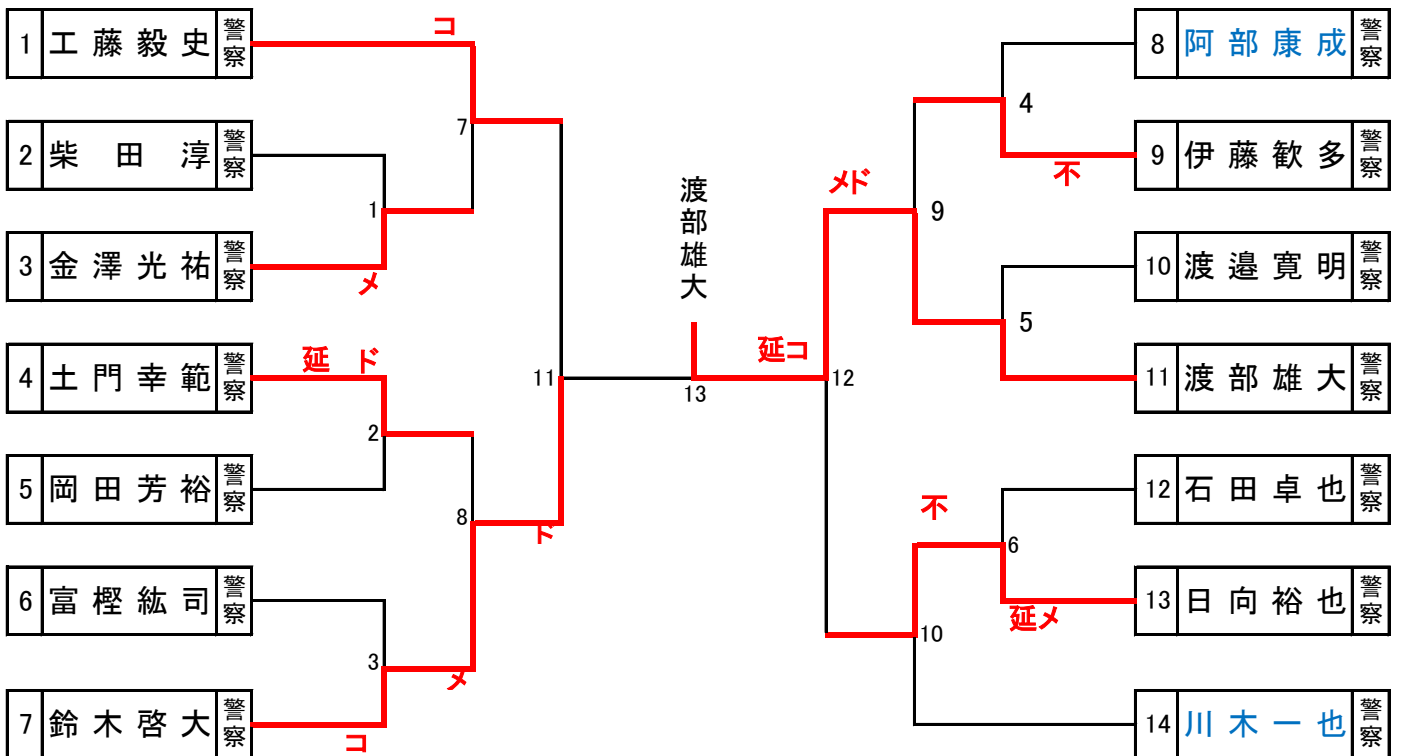 コ
1 工藤毅史 警察
7
2 柴田淳 警察
1
3 金澤光祐 警察
メ
延 ド
4 土門幸範 警察
2
11
5 岡田芳裕 警察
8
ド
6 富樫紘司 警察
3
メ
7 鈴木啓大 警察
コ
渡部雄大
13
延コ
8 阿部康成 警察
4
9 伊藤歓多 警察
不
メド
9
10 渡邉寛明 警察
5
11 渡部雄大 警察
12
12 石田卓也 警察
不
6
13 日向裕也 警察
延メ
10
14 川木一也 警察